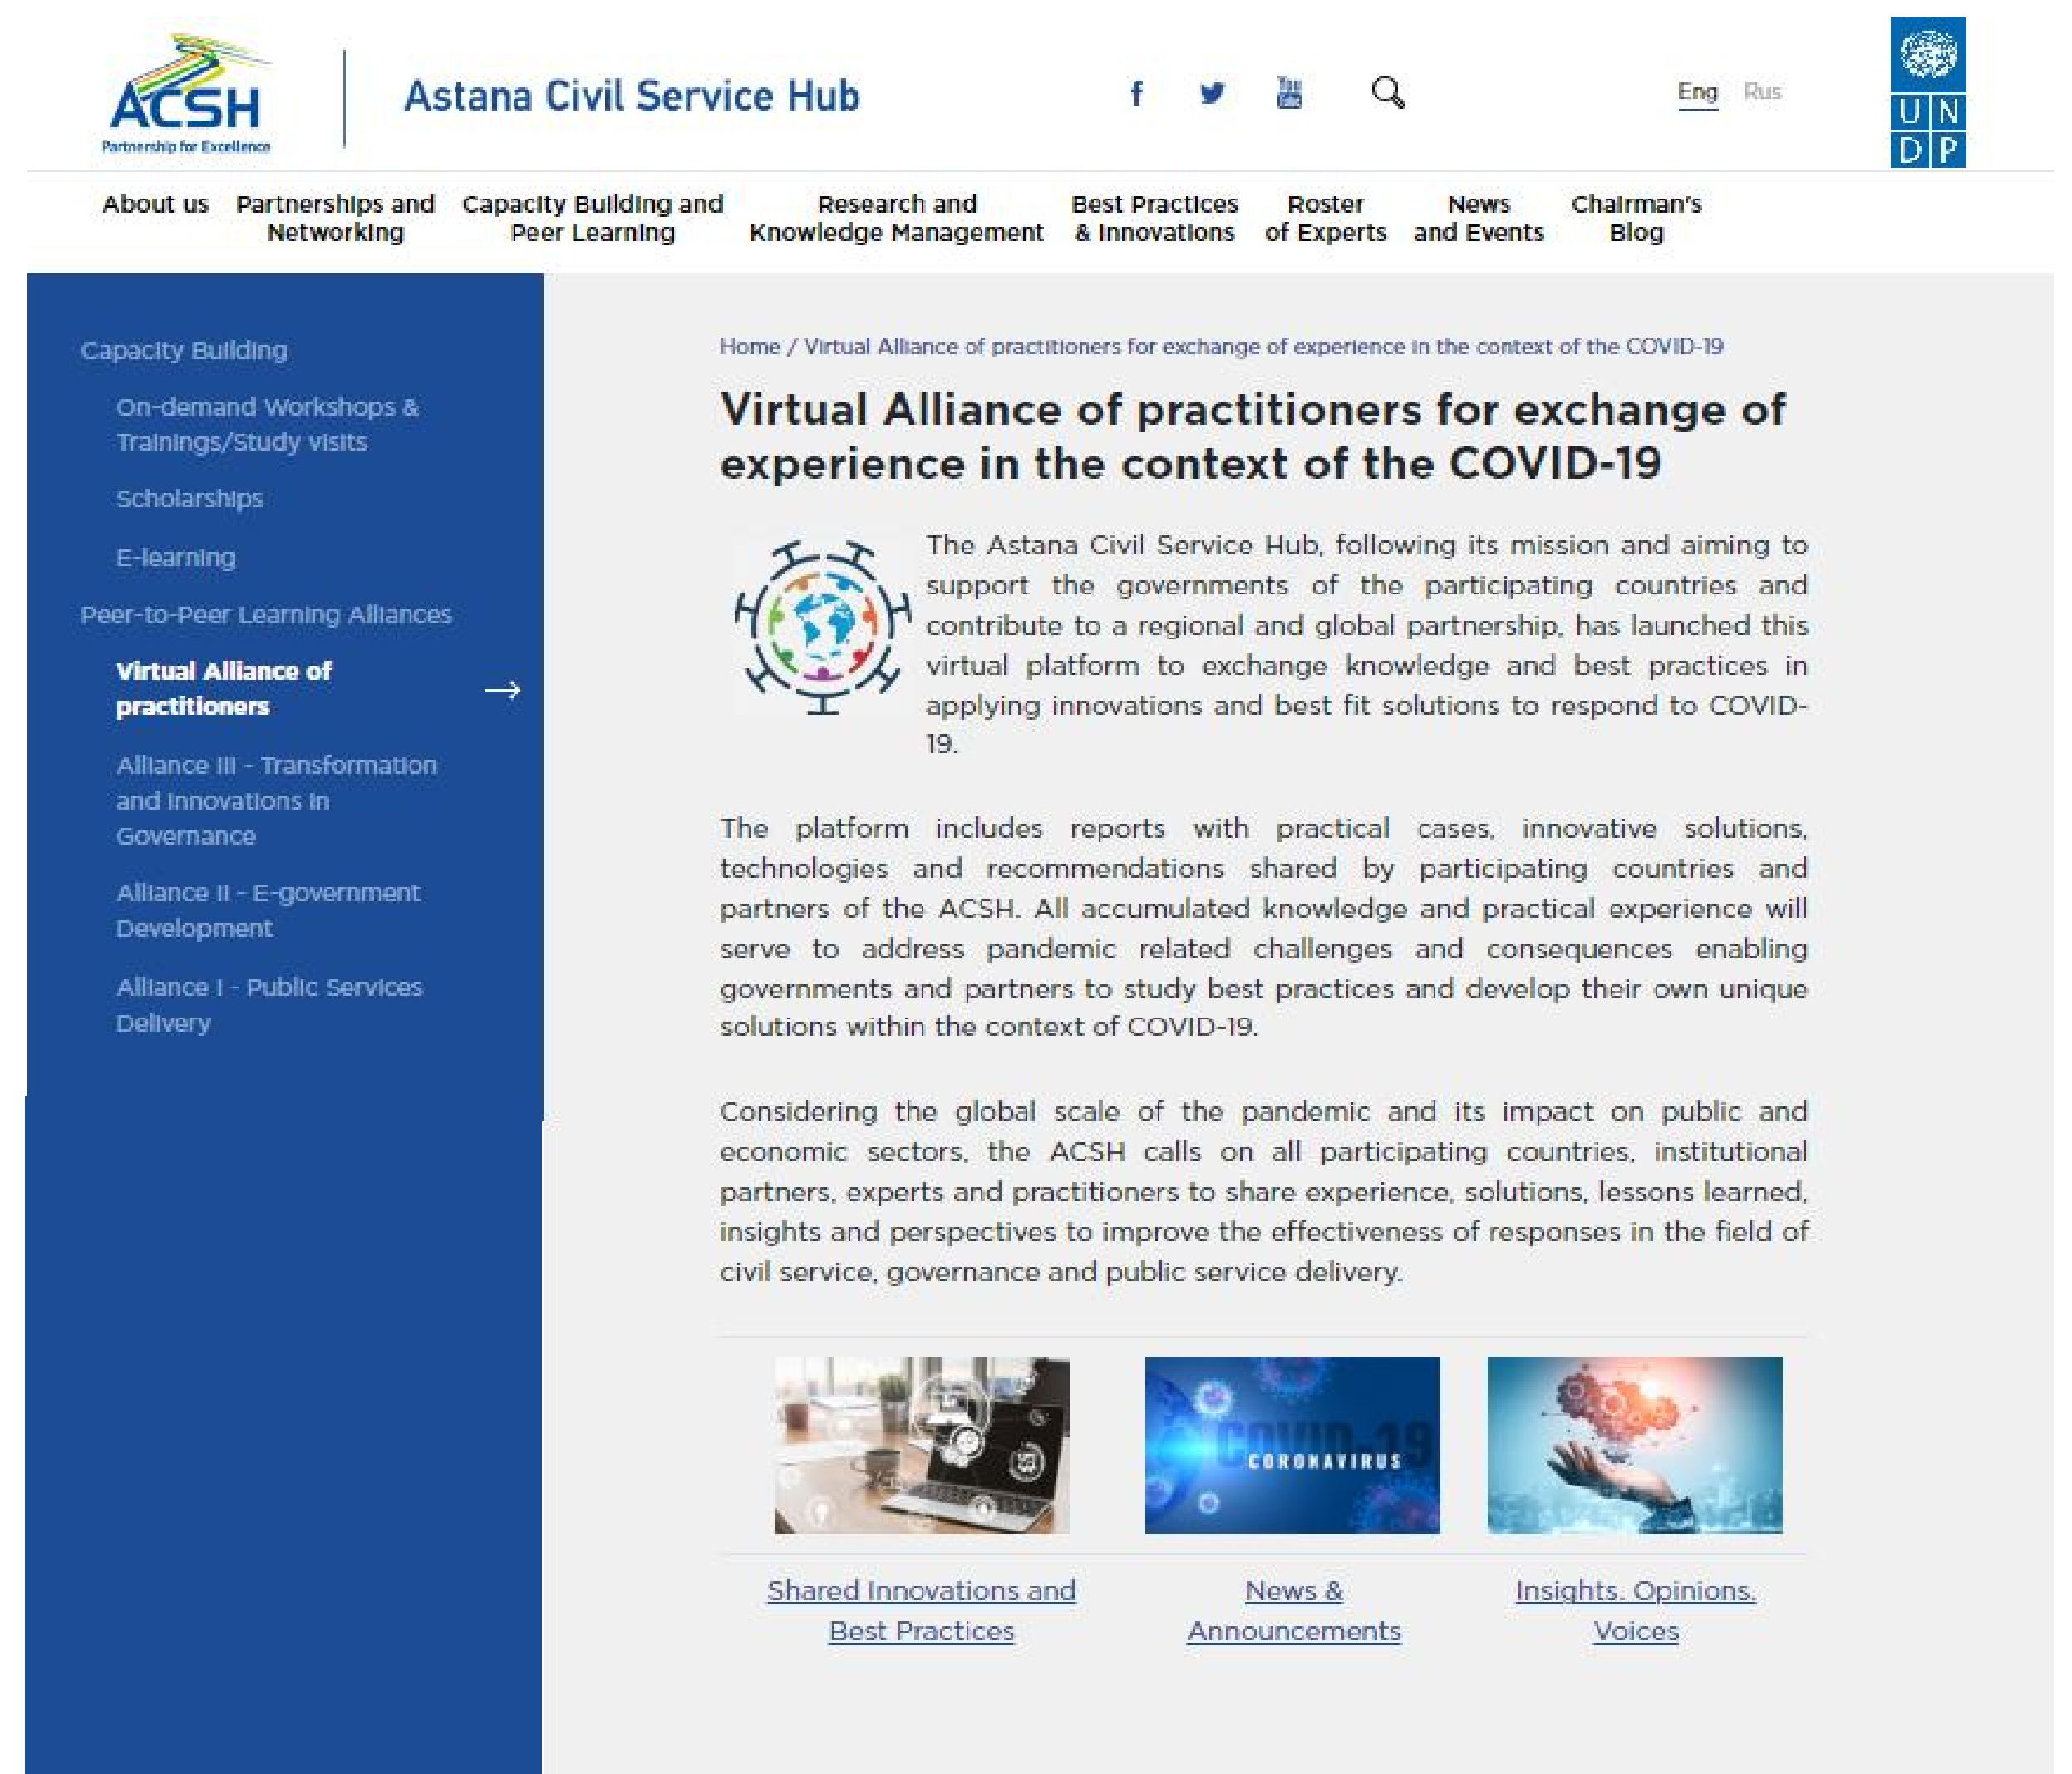 ACSH
Partnership for Excellence
Astana Civil Service Hub
f
You
Tube
Eng Rus
U N
D P
About us
Partnerships and
Networking
Capacity Building and
Peer Learning
Research and
Knowledge Management
Best Practices
& Innovations
Roster
of Experts
News
and Events
Chairman's
Blog
Capacity Building
On-demand Workshops &
Trainings/Study visits
Scholarships
E-learning
Peer-to-Peer Learning Alliances
Virtual Alliance of
practitioners
Alliance III - Transformation
and Innovations in
Governance
Alliance II - E-government
Development
Alliance I - Public Services
Delivery
Home / Virtual Alliance of practitioners for exchange of experience in the context of the COVID-19
Virtual Alliance of practitioners for exchange of
experience in the context of the COVID-19
The Astana Civil Service Hub, following its mission and aiming to
support the governments of the participating countries and
contribute to a regional and global partnership, has launched this
virtual platform to exchange knowledge and best practices in
applying innovations and best fit solutions to respond to COVID-
19.
The platform includes reports with practical cases, innovative solutions,
technologies and recommendations shared by participating countries and
partners of the ACSH. All accumulated knowledge and practical experience will
serve to address pandemic related challenges and consequences enabling
governments and partners to study best practices and develop their own unique
solutions within the context of COVID-19.
Considering the global scale of the pandemic and its impact on public and
economic sectors, the ACSH calls on all participating countries, institutional
partners, experts and practitioners to share experience, solutions, lessons learned,
insights and perspectives to improve the effectiveness of responses in the field of
civil service, governance and public service delivery.
COVID-19
CORONAVIRUS
Shared Innovations and
Best Practices
News &
Announcements
Insights. Opinions.
Voices